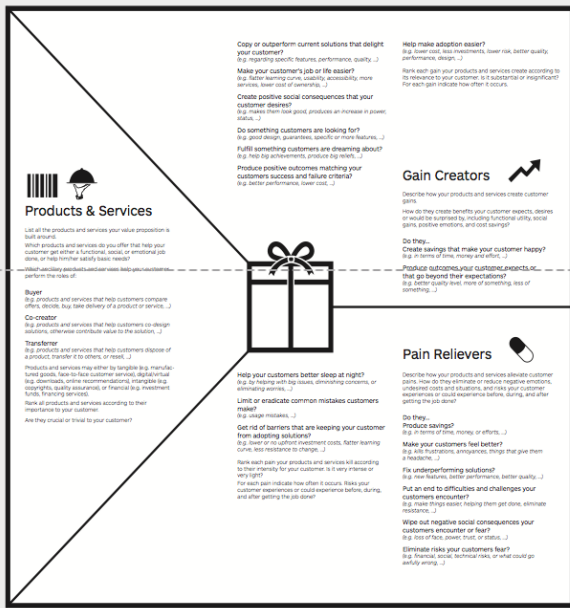 Products & Services
List all the products and services your value proposition is
built around.
Which products and services do you offer that help your
customer get either a functional, social, or emotional job
done, or help him/her satisfy basic needs?
Which ancillary products and services help your customer
perform the roles of:
Buyer
(e.g. products and services that help customers compare
offers, decide, buy, take delivery of a product or service, ...)
Co-creator
(e.g. products and services that help customers co-design
solutions, otherwise contribute value to the solution, ...)
Transferrer
(e.g. products and services that help customers dispose of
a product, transfer it to others, or resell, ...)
Products and services may either by tangible (e.g. manufac-
tured goods, face-to-face customer service), digital/virtual
(e.g. downloads, online recommendations), intangible (e.g.
copyrights, quality assurance), or financial (e.g. investment
funds, financing services).
Rank all products and services according to their
importance to your customer.
Are they crucial or trivial to your customer?
Gain Creators
Describe how your products and services create customer
gains.
How do they create benefits your customer expects, desires
or would be surprised by, including functional utility, social
gains, positive emotions, and cost savings?
Do they...
Create savings that make your customer happy?
(e.g. in terms of time, money and effort, ...)
Produce outcomes your customer expects or
that go beyond their expectations?
(e.g. better quality level, more of something, less of
something, ...)
Copy or outperform current solutions that delight
your customer?
(e.g. regarding specific features, performance, quality, ...)
Make your customer's job or life easier?
(e.g. flatter learning curve, usability, accessibility, more
services, lower cost of ownership, ...)
Create positive social consequences that your
customer desires?
(e.g. makes them look good, produces an increase in power,
status, ...)
Do something customers are looking for?
(e.g. good design, guarantees, specific or more features, ...)
Fulfill something customers are dreaming about?
(e.g. help big achievements, produce big reliefs, ...)
Produce positive outcomes matching your
customers success and failure criteria?
(e.g. better performance, lower cost, ...)
Help make adoption easier?
(e.g. lower cost, less investments, lower risk, better quality,
performance, design, ...)
Rank each gain your products and services create according to
its relevance to your customer. Is it substantial or insignificant?
For each gain indicate how often it occurs.
Pain Relievers
Describe how your products and services alleviate customer
pains. How do they eliminate or reduce negative emotions,
undesired costs and situations, and risks your customer
experiences or could experience before, during, and after
getting the job done?
Do they...
Produce savings?
(e.g. in terms of time, money, or efforts, ...)
Make your customers feel better?
(e.g. kills frustrations, annoyances, things that give them
a headache, ...)
Fix underperforming solutions?
(e.g. new features, better performance, better quality, ...)
Put an end to difficulties and challenges your
customers encounter?
(e.g. make things easier, helping them get done, eliminate
resistance, ...)
Wipe out negative social consequences your
customers encounter or fear?
(e.g. loss of face, power, trust, or status, ...)
Eliminate risks your customers fear?
(e.g. financial, social, technical risks, or what could go
awfully wrong, ...)
Help your customers better sleep at night?
(e.g. by helping with big issues, diminishing concerns, or
eliminating worries, ...)
Limit or eradicate common mistakes customers
make?
(e.g. usage mistakes, ...)
Get rid of barriers that are keeping your customer
from adopting solutions?
(e.g. lower or no upfront investment costs, flatter learning
curve, less resistance to change, ...)
Rank each pain your products and services kill according
to their intensity for your customer. Is it very intense or
very light?
For each pain indicate how often it occurs. Risks your
customer experiences or could experience before, during,
and after getting the job done?